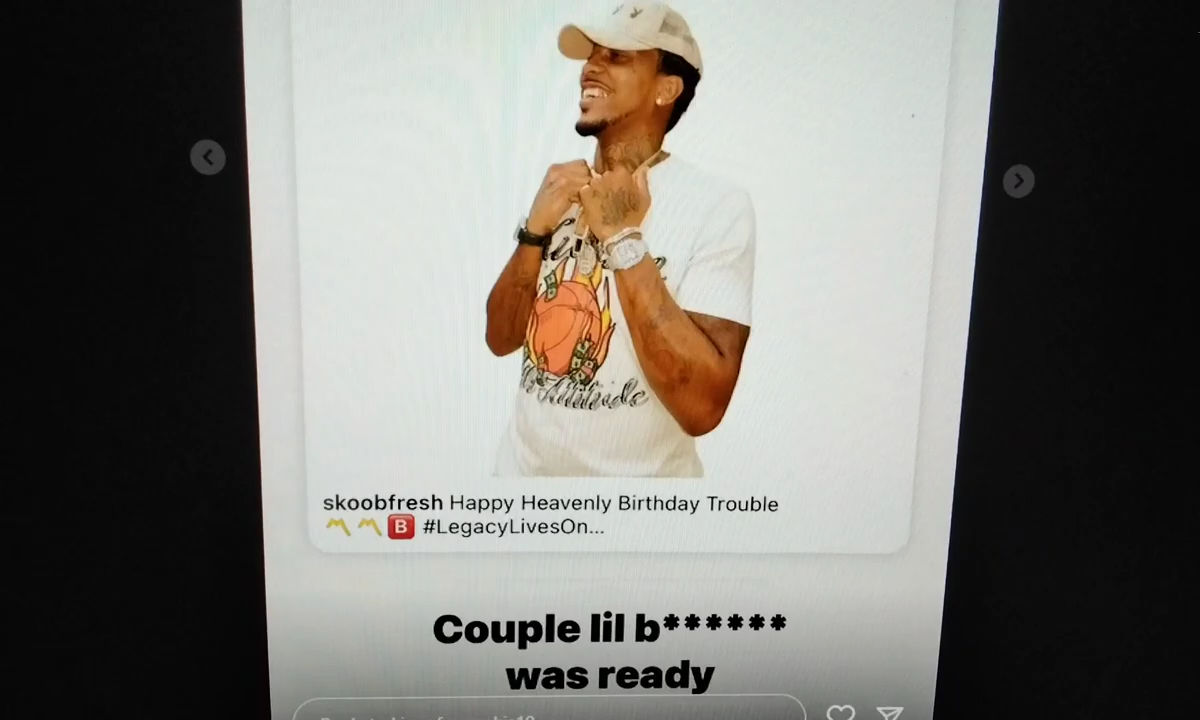 skoobfresh Happy Heavenly Birthday Trouble
〽️〽️🅱️ #LegacyLivesOn...
Couple lil b******
was ready